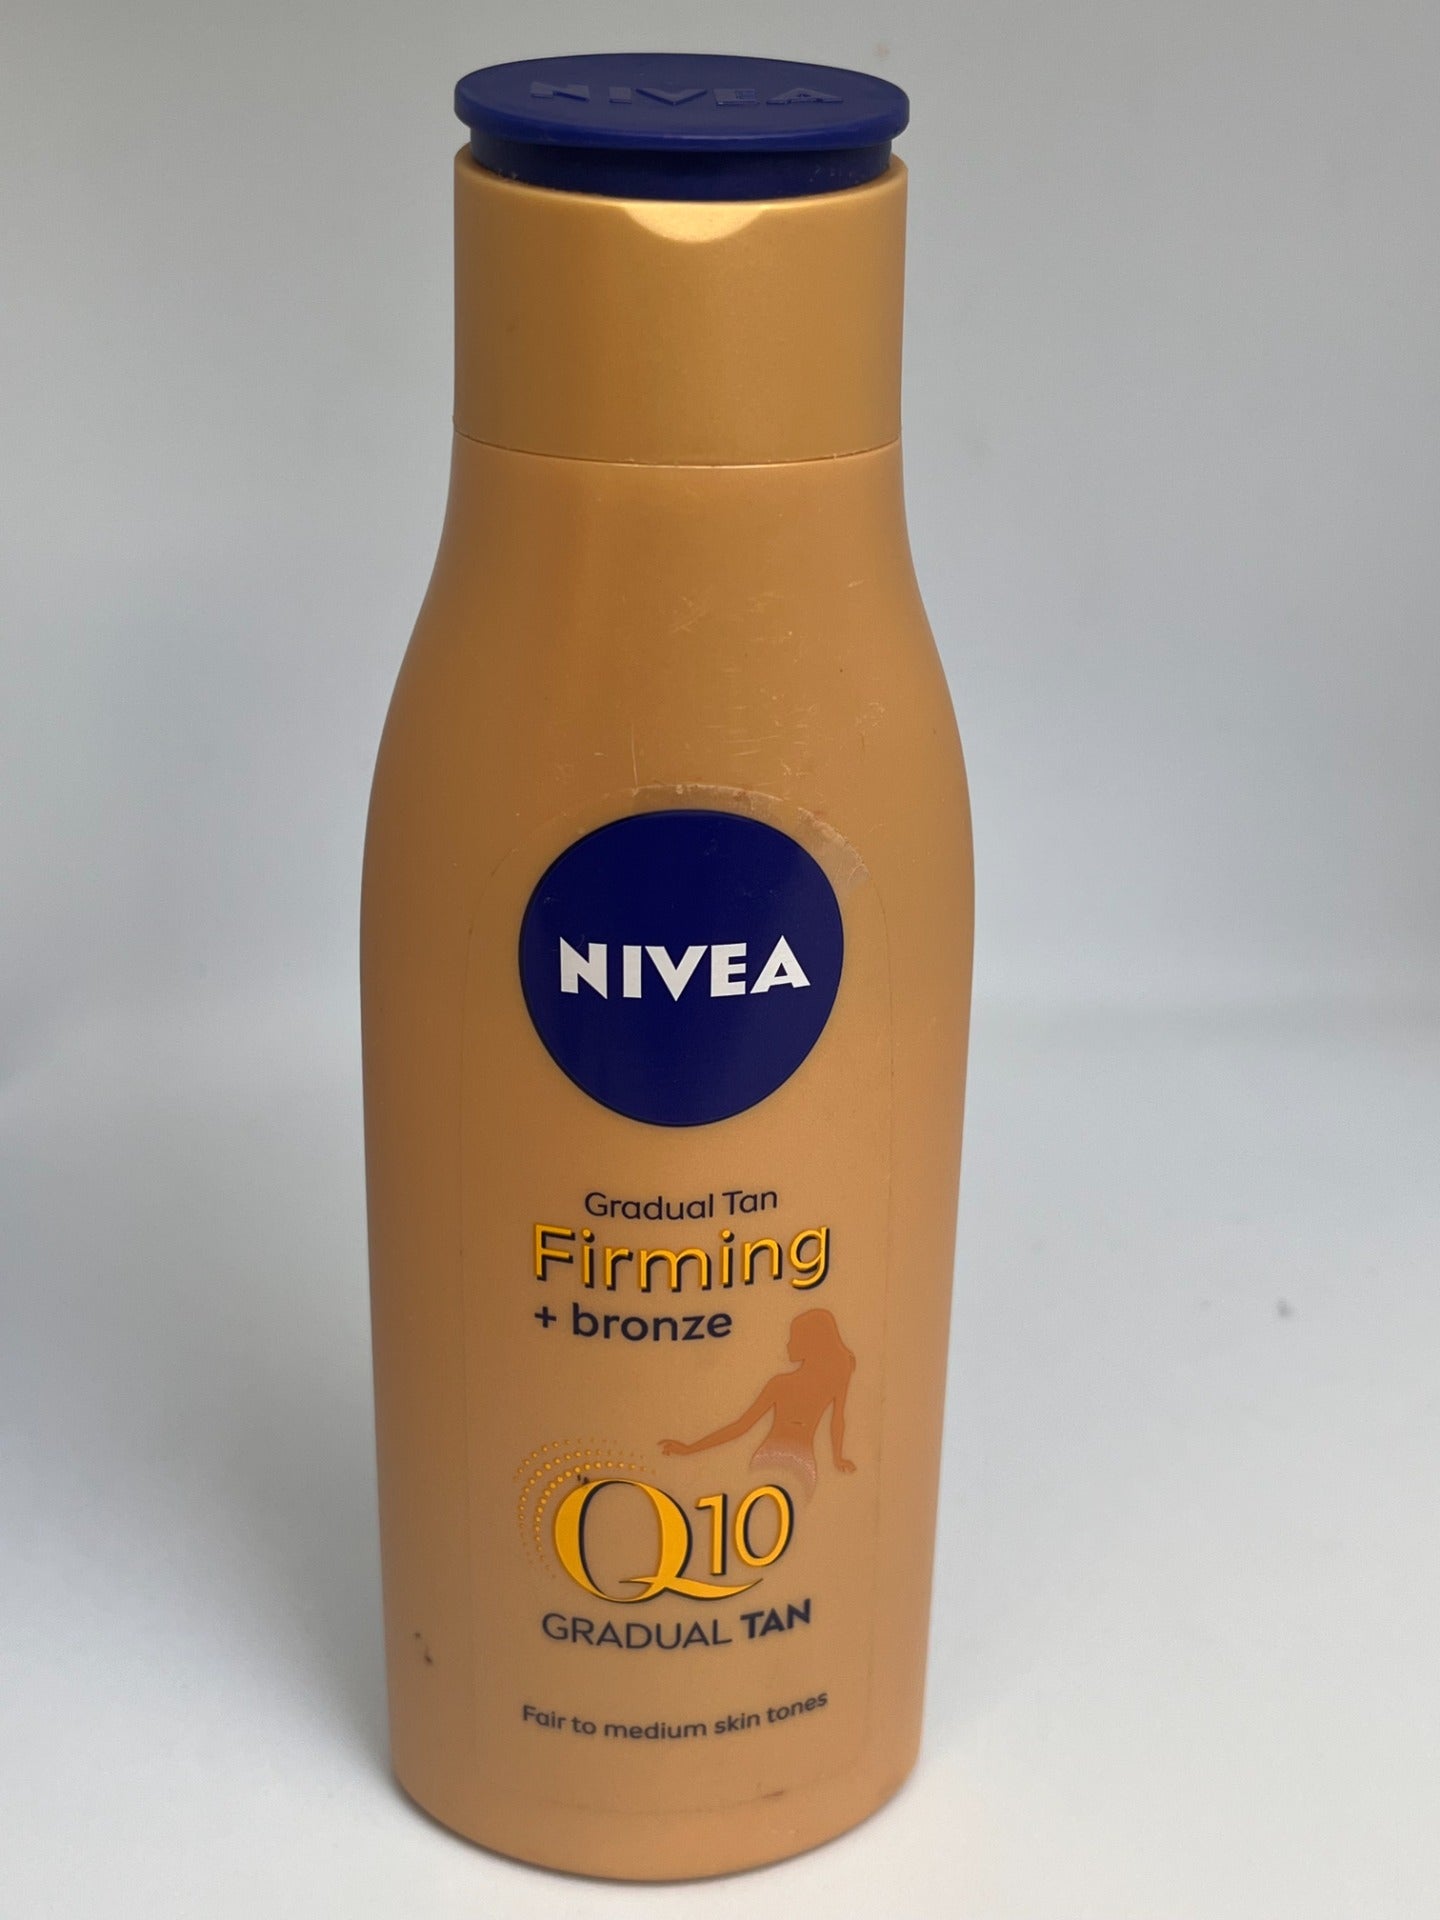 NIVEA
NIVEA
Gradual Tan
Firming
+ bronze
Q10
GRADUAL TAN
Fair to medium skin tones